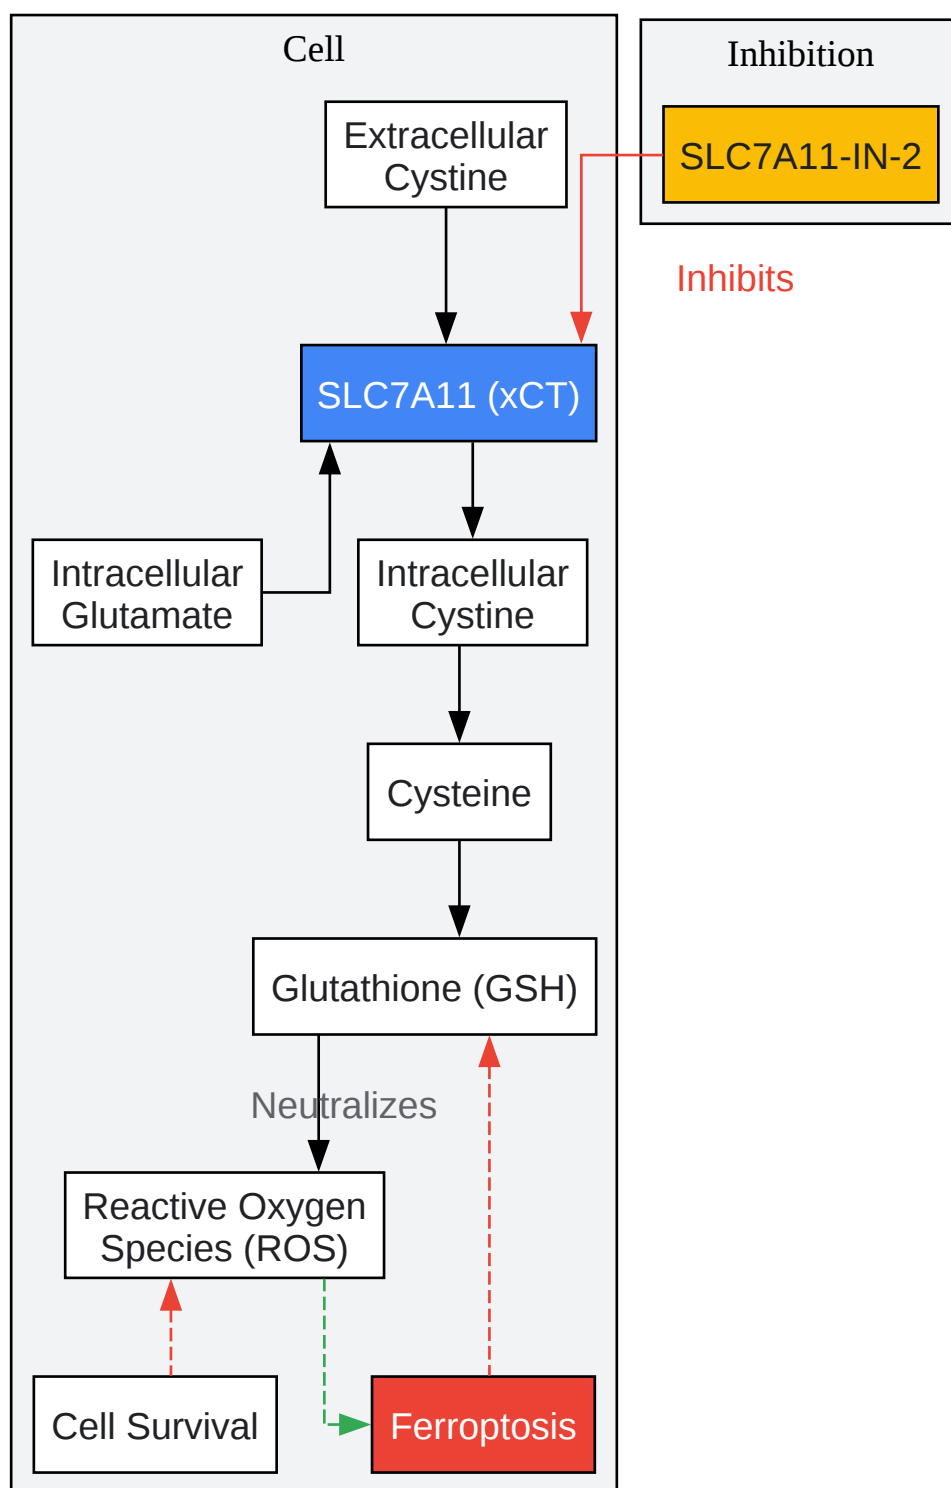 Cell
Inhibition
Extracellular
Cystine
SLC7A11-IN-2
Inhibits
SLC7A11 (xCT)
Intracellular
Glutamate
Intracellular
Cystine
Cysteine
Glutathione (GSH)
Neutralizes
Reactive Oxygen
Species (ROS)
Cell Survival
Ferroptosis